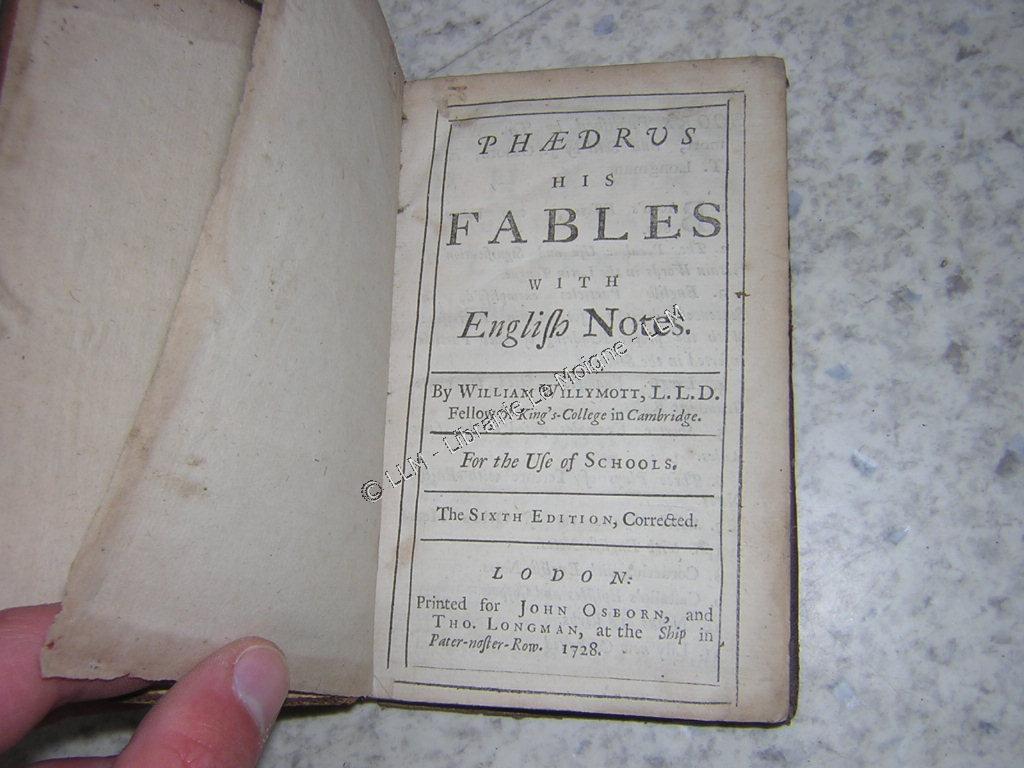 PHÆDRVS
HIS
FABLES
WITH
Engliſh Notes.
By WILLIAM WILLYMOTT, L.L.D.
Fellow of King's-College in Cambridge.
For the Uſe of SCHOOLS.
The SIXTH EDITION, Corrected.
LODON:
Printed for JOHN OSBORN, and
THO. LONGMAN, at the Ship in
Pater-noſter-Row. 1728.
© LLM - Librairie Le Moigne - LLM